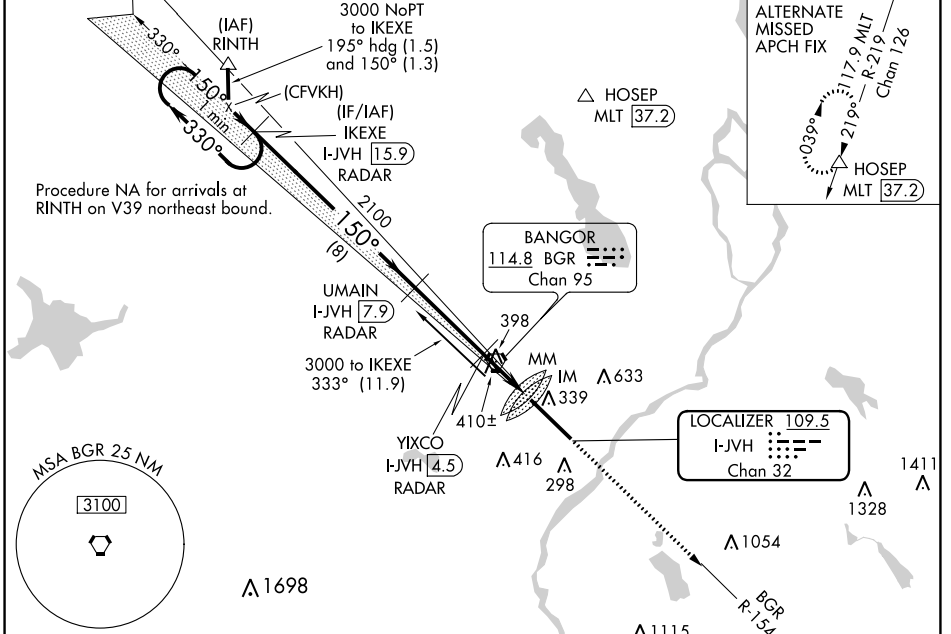 3000 NoPT
to IKEXE
195° hdg (1.5)
and 150° (1.3)
(IAF)
RINTH
330°
150°
1 min
330°
(CFVKH)
(IF/IAF)
IKEXE
I-JVH 15.9
RADAR
HOSEP
MLT 37.2
ALTERNATE
MISSED
APCH FIX
117.9 MLT
R-219
Chan 126
039°
219°
HOSEP
MLT 37.2
Procedure NA for arrivals at
RINTH on V39 northeast bound.
2100
150°
(8)
BANGOR
114.8 BGR
Chan 95
UMAIN
I-JVH 7.9
RADAR
3000 to IKEXE
333° (11.9)
398
MM
IM
633
339
410±
YIXCO
I-JVH 4.5
RADAR
416
298
LOCALIZER 109.5
I-JVH
Chan 32
1411
1328
MSA BGR 25 NM
3100
1054
1698
BGR
R-154
1115